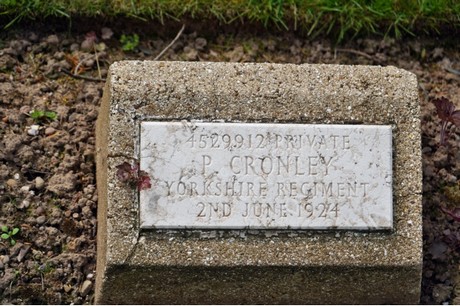 4529912 PRIVATE
P. CRONLEY
YORKSHIRE REGIMENT
2ND JUNE 1924